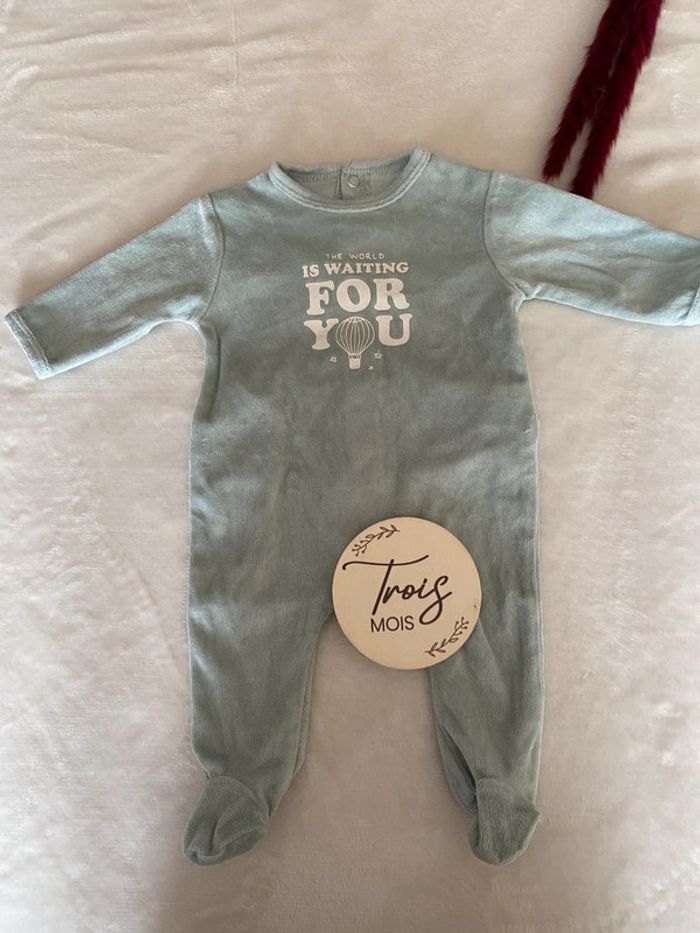 THE WORLD
IS WAITING
FOR
YOU
Trois
MOIS